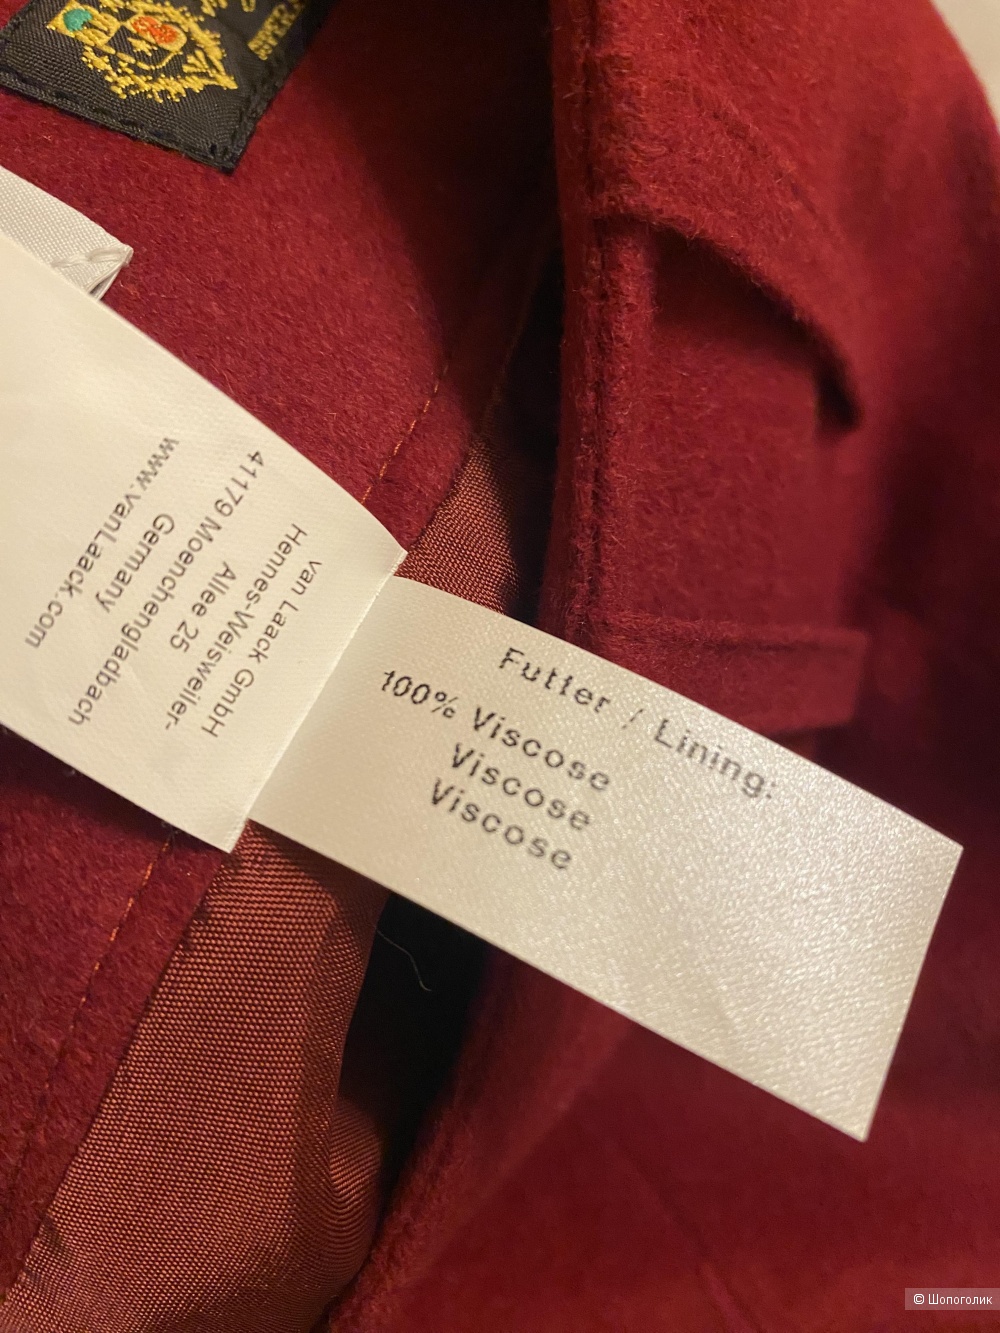 van Laack GmbH
Hennes-Weisweiler-
Allee 25
41179 Moenchengladbach
Germany
www.vanLaack.com
Futter / Lining:
100% Viscose
Viscose
Viscose
© Шопоголик